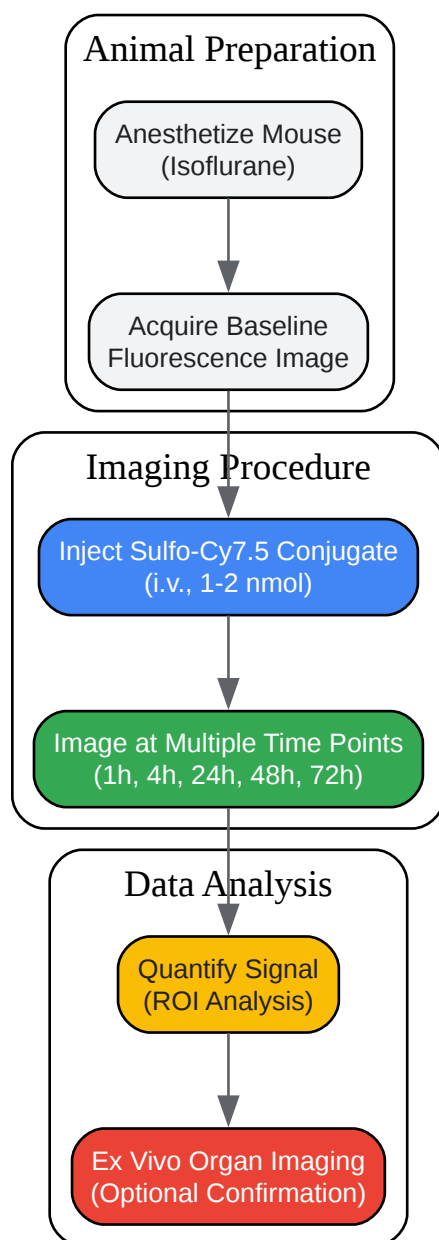 Animal Preparation
Anesthetize Mouse
(Isoflurane)
Acquire Baseline
Fluorescence Image
Imaging Procedure
Inject Sulfo-Cy7.5 Conjugate
(i.v., 1-2 nmol)
Image at Multiple Time Points
(1h, 4h, 24h, 48h, 72h)
Data Analysis
Quantify Signal
(ROI Analysis)
Ex Vivo Organ Imaging
(Optional Confirmation)